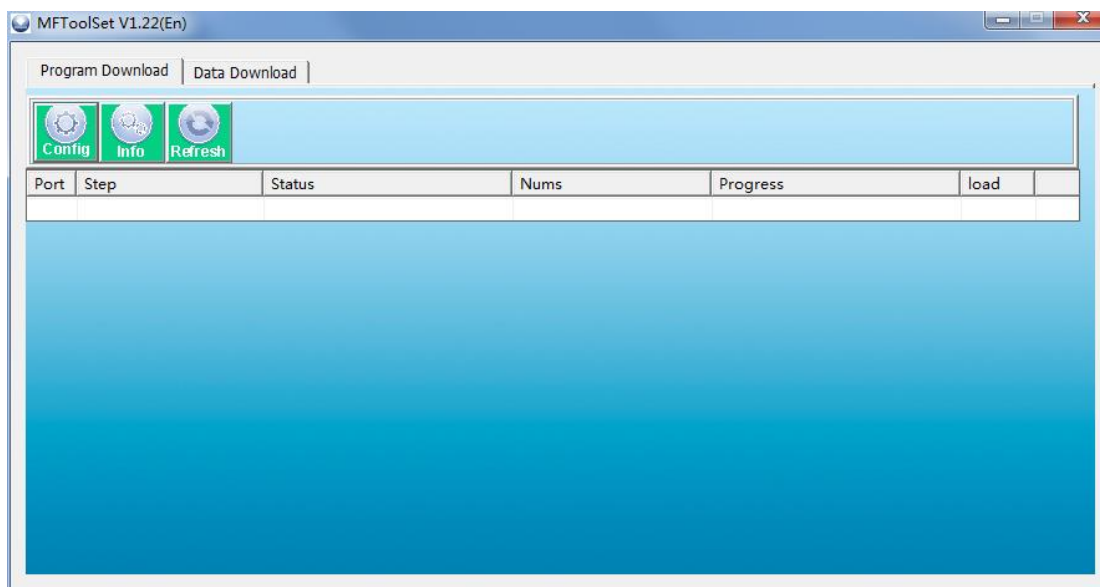 MFToolSet V1.22(En)
Program Download Data Download
Config Info Refresh
Port Step Status Nums Progress load